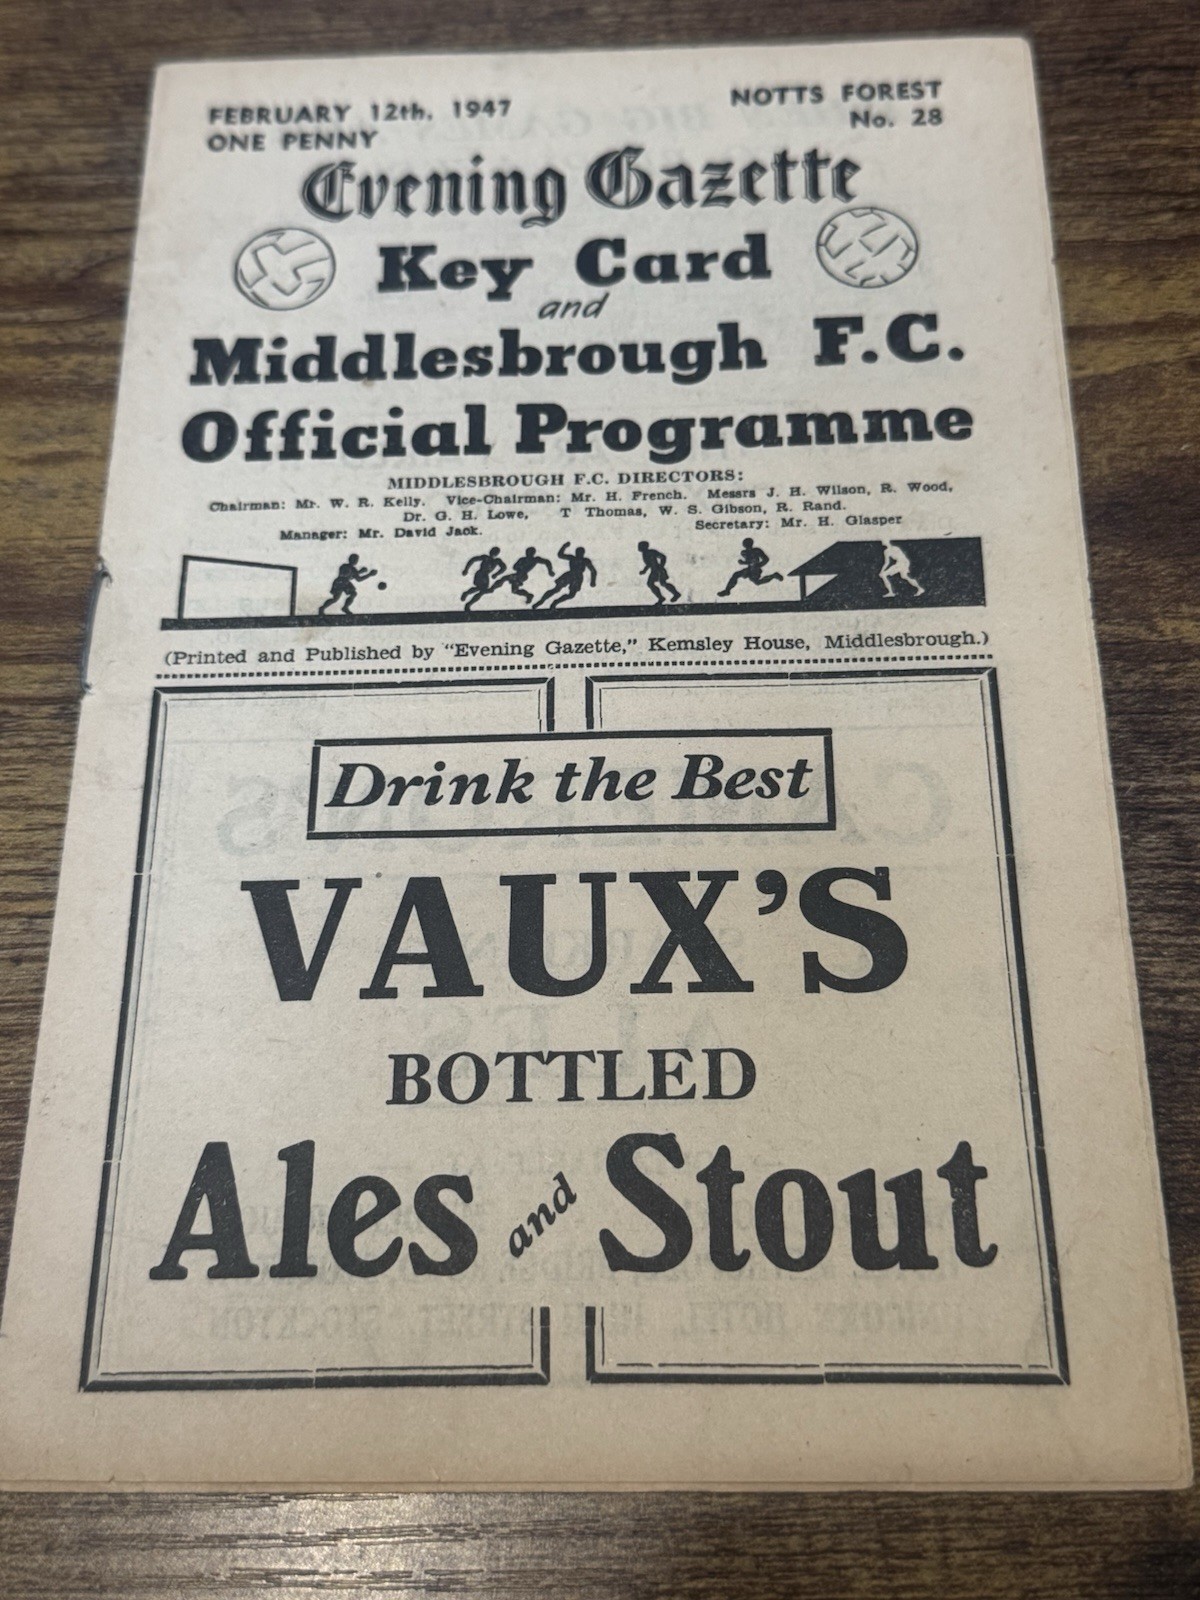 FEBRUARY 12th, 1947
ONE PENNY
NOTTS FOREST
No. 28
Evening Gazette
Key Card
and
Middlesbrough F.C.
Official Programme
MIDDLESBROUGH F.C. DIRECTORS:
Chairman: Mr. W. R. Kelly. Vice-Chairman: Mr. H. French. Messrs J. H. Wilson, R. Wood,
Dr. G. H. Lowe, T Thomas, W. S. Gibson, R. Rand.
Manager: Mr. David Jack. Secretary: Mr. H. Glasper
(Printed and Published by "Evening Gazette," Kemsley House, Middlesbrough.)
Drink the Best
VAUX'S
BOTTLED
Ales and Stout